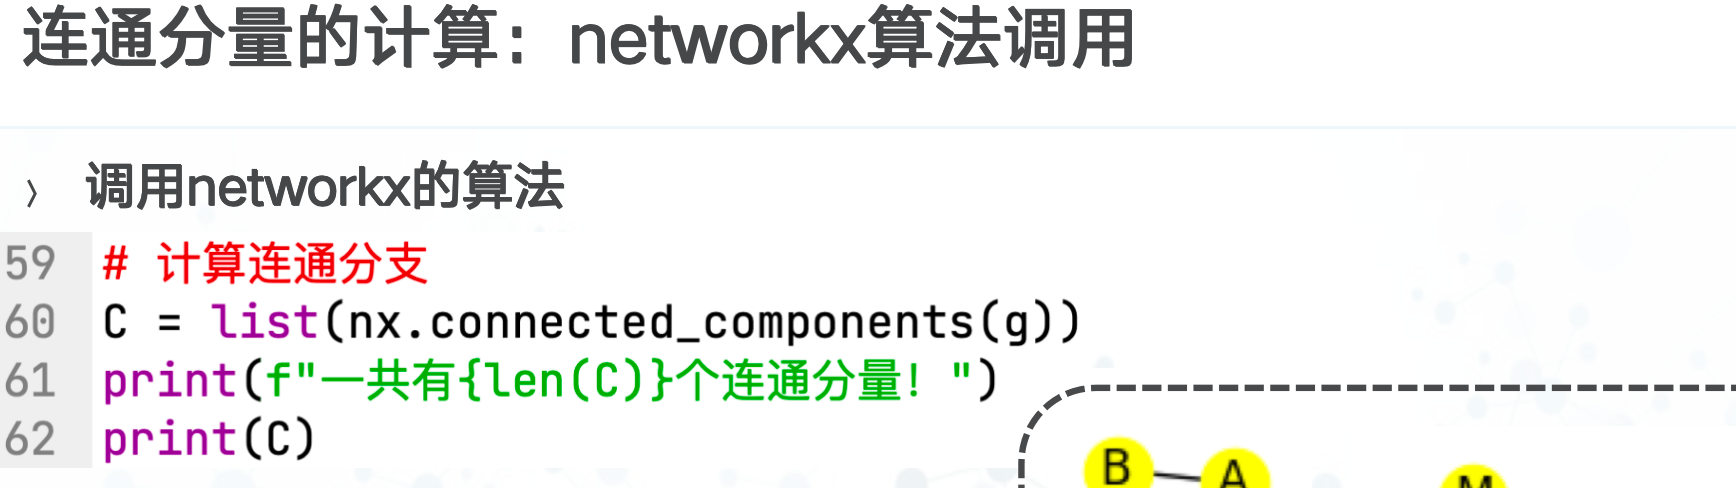 连通分量的计算：networkx算法调用
› 调用networkx的算法
59 # 计算连通分支
60 C = list(nx.connected_components(g))
61 print(f"一共有{len(C)}个连通分量！")
62 print(C)
B A M